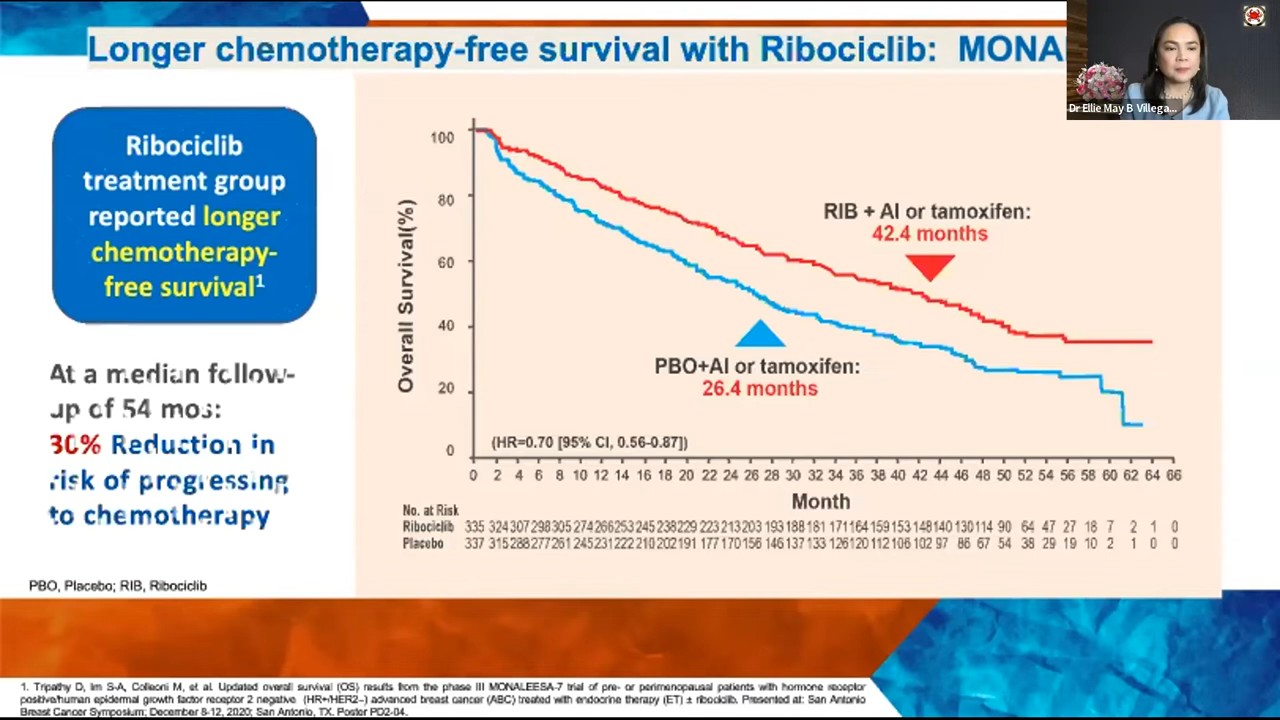 Longer chemotherapy-free survival with Ribociclib: MONA
Dr Ellie May B Villega...
Ribociclib
treatment group
reported longer
chemotherapy-
free survival1
At a median follow-
up of 54 mos:
30% Reduction in
risk of progressing
to chemotherapy
PBO, Placebo; RIB, Ribociclib
Overall Survival(%)
100
80
60
40
20
0
RIB + AI or tamoxifen:
42.4 months
PBO+AI or tamoxifen:
26.4 months
(HR=0.70 [95% CI, 0.56-0.87])
0 2 4 6 8 10 12 14 16 18 20 22 24 26 28 30 32 34 36 38 40 42 44 46 48 50 52 54 56 58 60 62 64 66
Month
No. at Risk
Ribociclib 335 324 307 298 305 274 266 253 245 238 229 223 213 203 193 188 181 171 164 159 153 148 140 130 114 90 64 47 27 18 7 2 1 0
Placebo 337 315 288 277 261 245 231 222 210 202 191 177 170 156 146 137 133 126 120 112 106 102 97 86 67 54 38 29 19 10 2 1 0 0
1. Tripathy D, Im S-A, Colleoni M, et al. Updated overall survival (OS) results from the phase III MONALEESA-7 trial of pre- or perimenopausal patients with hormone receptor
positive/human epidermal growth factor receptor 2 negative (HR+/HER2−) advanced breast cancer (ABC) treated with endocrine therapy (ET) ± ribociclib. Presented at: San Antonio
Breast Cancer Symposium; December 8-12, 2020; San Antonio, TX. Poster PD2-04.